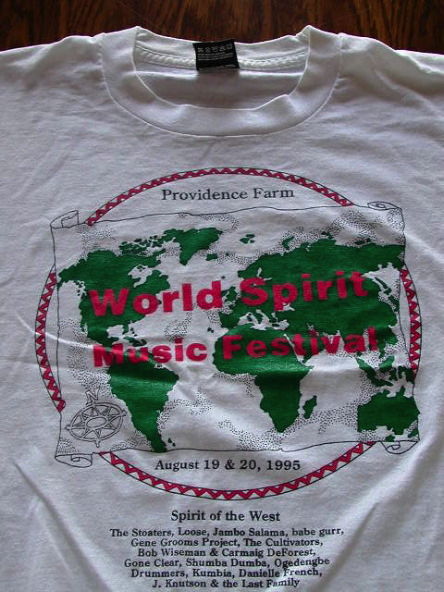 Providence Farm
World Spirit
Music Festival
August 19 & 20, 1995
Spirit of the West
The Stoaters, Loose, Jambo Salama, babe gurr,
Gene Grooms Project, The Cultivators,
Bob Wiseman & Carmaig DeForest,
Gone Clear, Shumba Dumba, Ogedengbe
Drummers, Kumbia, Danielle French,
J. Knutson & the Last Family